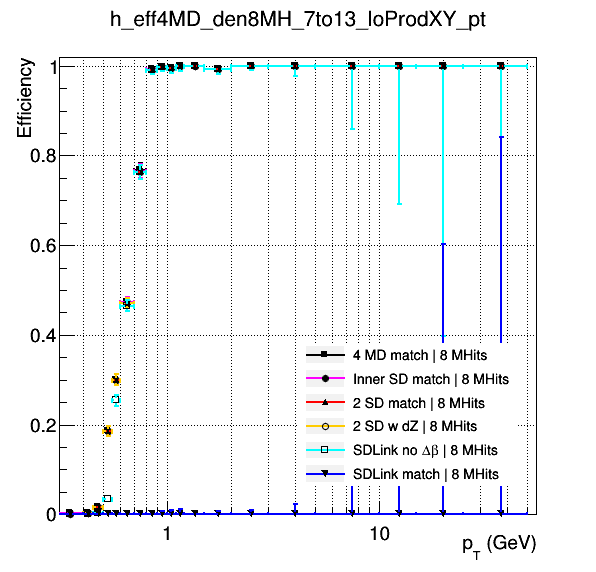 h_eff4MD_den8MH_7to13_loProdXY_pt
Efficiency
1
0.8
0.6
0.4
0.2
0
4 MD match | 8 MHits
Inner SD match | 8 MHits
2 SD match | 8 MHits
2 SD w dZ | 8 MHits
SDLink no Δβ | 8 MHits
SDLink match | 8 MHits
1
10
p_T (GeV)